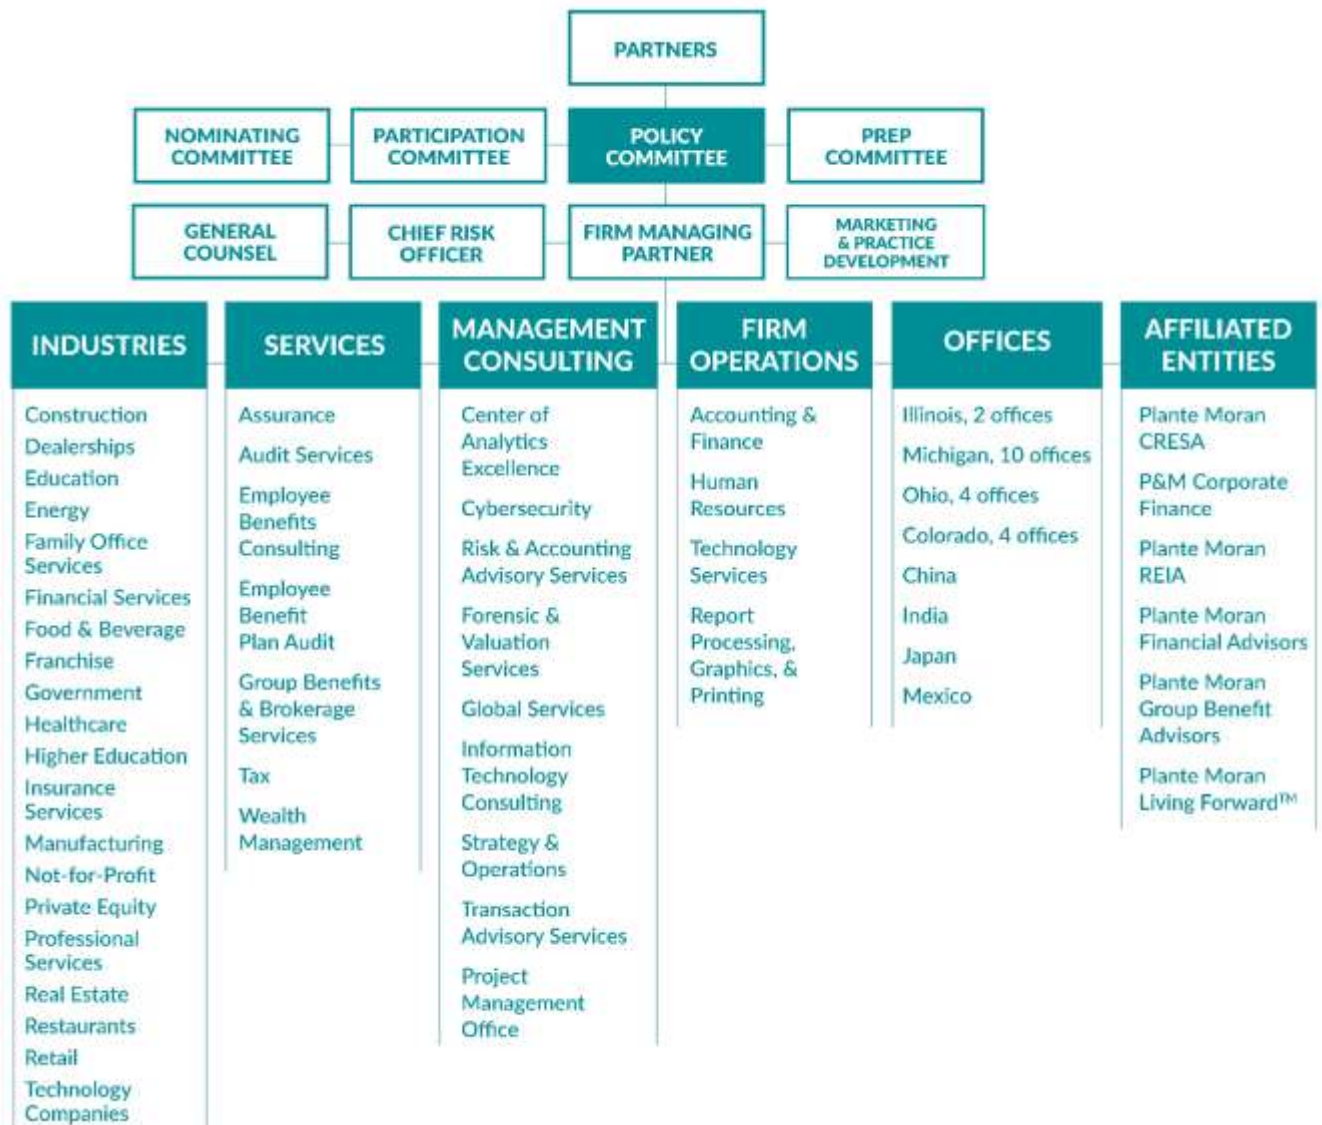 PARTNERS
NOMINATING
COMMITTEE
PARTICIPATION
COMMITTEE
POLICY
COMMITTEE
PREP
COMMITTEE
GENERAL
COUNSEL
CHIEF RISK
OFFICER
FIRM MANAGING
PARTNER
MARKETING
& PRACTICE
DEVELOPMENT
INDUSTRIES
Construction
Dealerships
Education
Energy
Family Office
Services
Financial Services
Food & Beverage
Franchise
Government
Healthcare
Higher Education
Insurance
Services
Manufacturing
Not-for-Profit
Private Equity
Professional
Services
Real Estate
Restaurants
Retail
Technology
Companies
SERVICES
Assurance
Audit Services
Employee
Benefits
Consulting
Employee
Benefit
Plan Audit
Group Benefits
& Brokerage
Services
Tax
Wealth
Management
MANAGEMENT
CONSULTING
Center of
Analytics
Excellence
Cybersecurity
Risk & Accounting
Advisory Services
Forensic &
Valuation
Services
Global Services
Information
Technology
Consulting
Strategy &
Operations
Transaction
Advisory Services
Project
Management
Office
FIRM
OPERATIONS
Accounting &
Finance
Human
Resources
Technology
Services
Report
Processing,
Graphics, &
Printing
OFFICES
Illinois, 2 offices
Michigan, 10 offices
Ohio, 4 offices
Colorado, 4 offices
China
India
Japan
Mexico
AFFILIATED
ENTITIES
Plante Moran
CRESA
P&M Corporate
Finance
Plante Moran
REIA
Plante Moran
Financial Advisors
Plante Moran
Group Benefit
Advisors
Plante Moran
Living Forward™